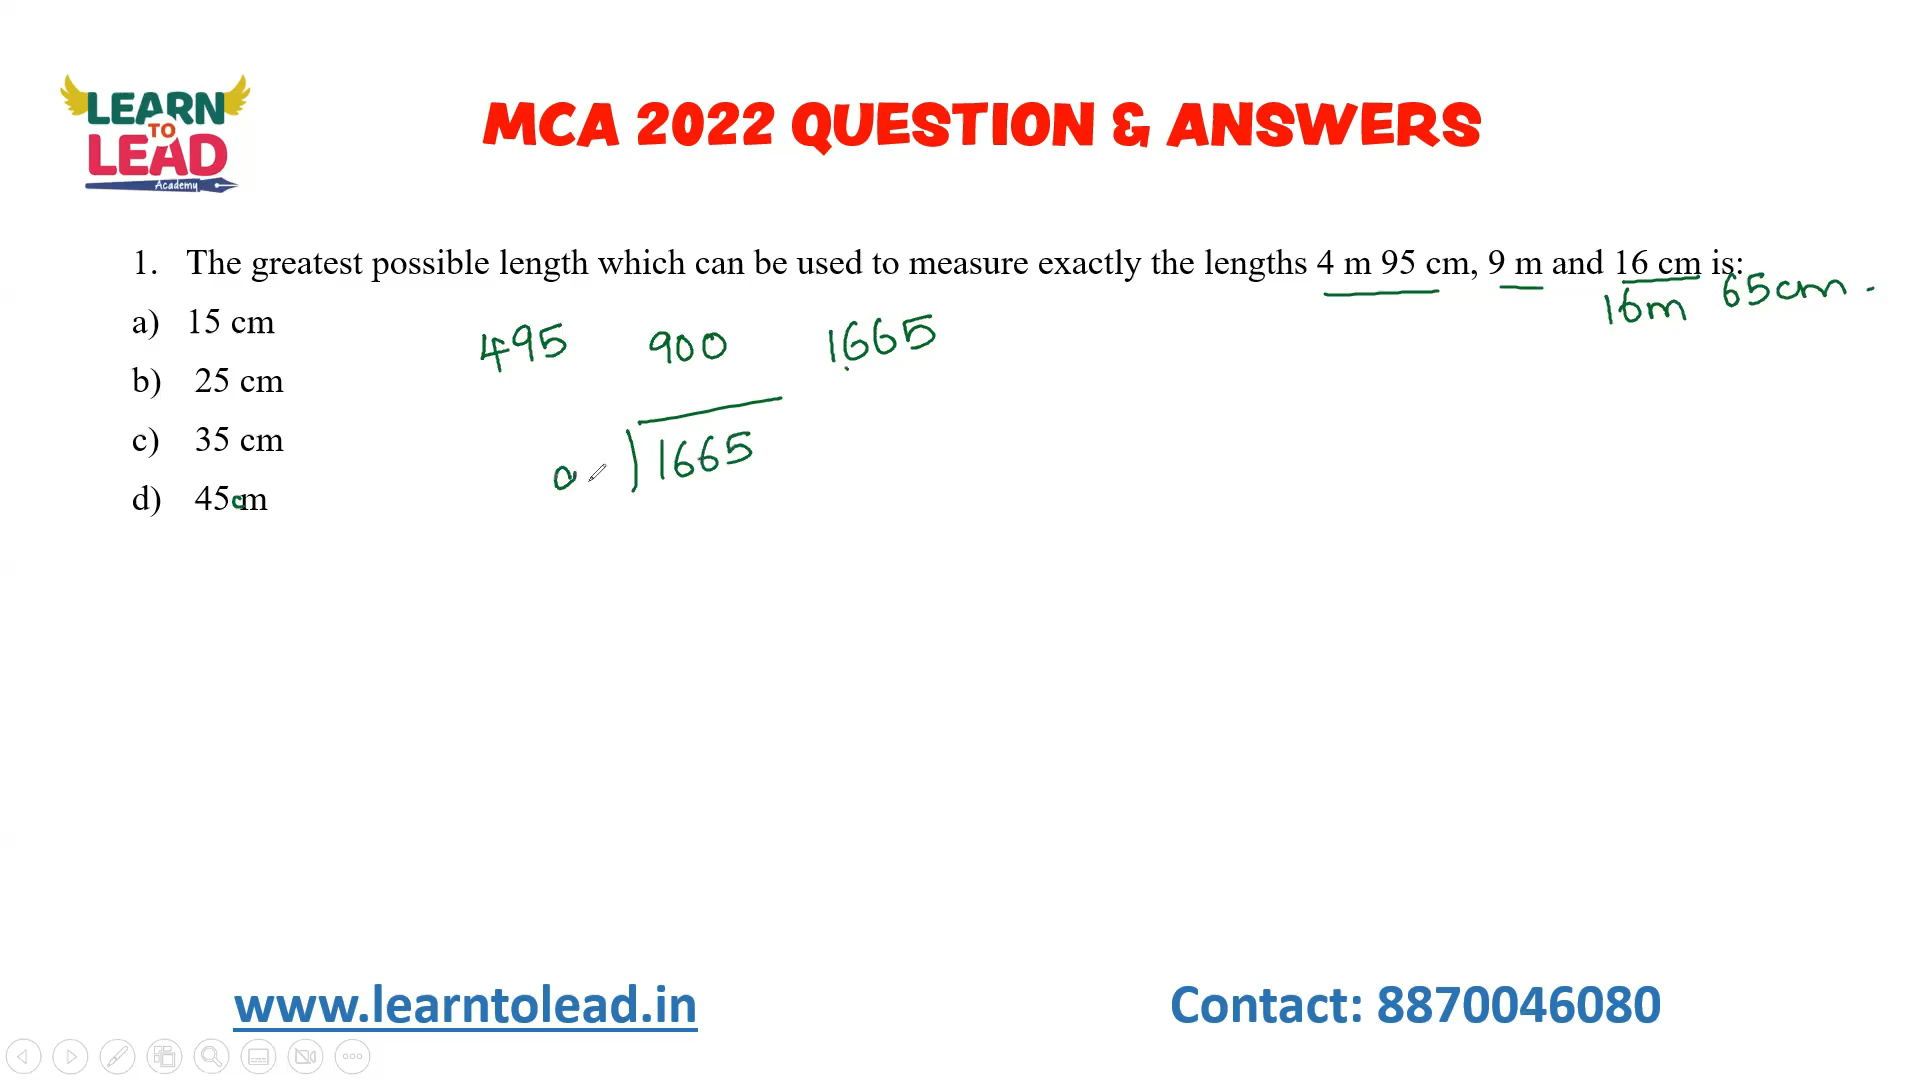 LEARN
TO
LEAD
Academy
MCA 2022 QUESTION & ANSWERS
1. The greatest possible length which can be used to measure exactly the lengths 4 m 95 cm, 9 m and 16 cm is:
16m 65cm.
a) 15 cm
495 900 1665
b) 25 cm
c) 35 cm
1665
d) 45cm
www.learntolead.in
Contact: 8870046080